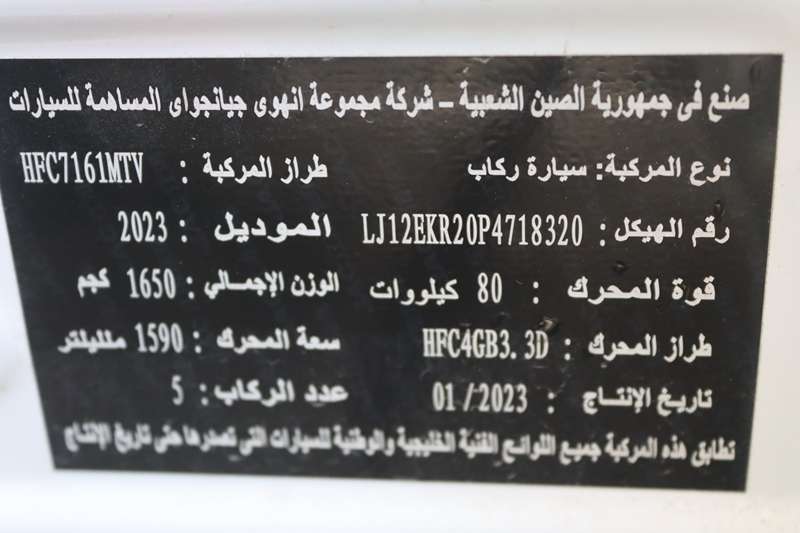 صنع في جمهورية الصين الشعبية – شركة مجموعة انهوى جيانجواى المساهمة للسيارات
نوع المركبة: سيارة ركاب طراز المركبة : HFC7161MTV
رقم الهيكل : LJ12EKR20P4718320 الموديل : 2023
قوة المحرك : 80 كيلووات الوزن الإجمالي : 1650 كجم
طراز المحرك : HFC4GB3.3D سعة المحرك : 1590 ملليلتر
تاريخ الإنتاج : 01/2023 عدد الركاب : 5
تطابق هذه المركبة جميع اللوائح الفنية الخليجية والوطنية للسيارات التى تصدرها حتى تاريخ الإنتاج